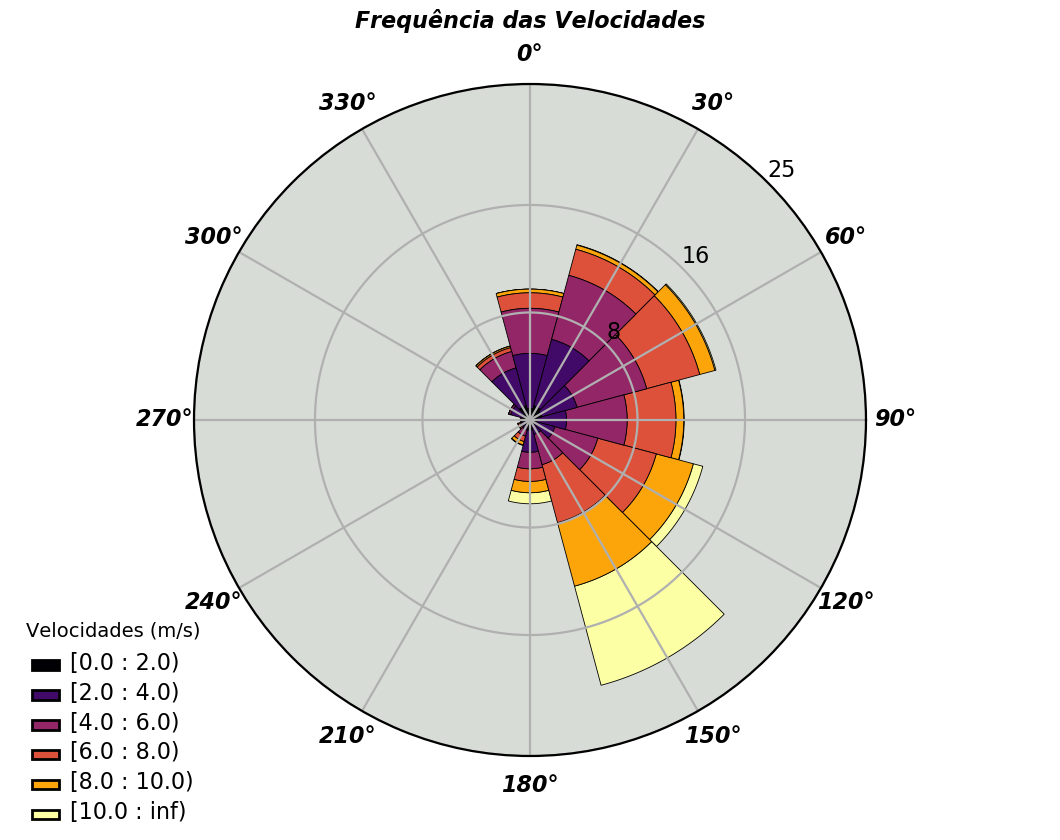 Frequência das Velocidades
0°
330°
30°
25
300°
60°
16
8
270°
90°
240°
120°
210°
150°
180°
Velocidades (m/s)
[0.0 : 2.0)
[2.0 : 4.0)
[4.0 : 6.0)
[6.0 : 8.0)
[8.0 : 10.0)
[10.0 : inf)